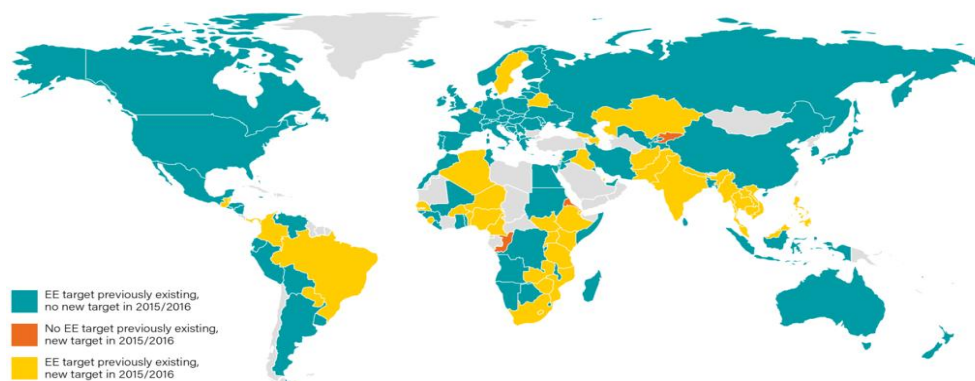 EE target previously existing,
no new target in 2015/2016
No EE target previously existing,
new target in 2015/2016
EE target previously existing,
new target in 2015/2016